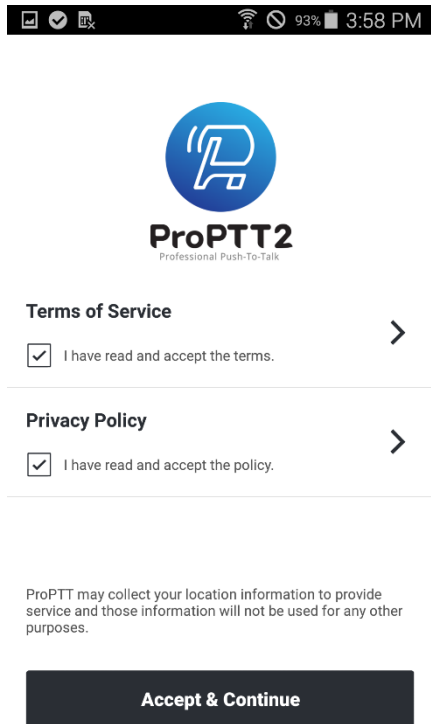 93% 3:58 PM
ProPTT2
Professional Push-To-Talk
Terms of Service
I have read and accept the terms.
Privacy Policy
I have read and accept the policy.
ProPTT may collect your location information to provide
service and those information will not be used for any other
purposes.
Accept & Continue